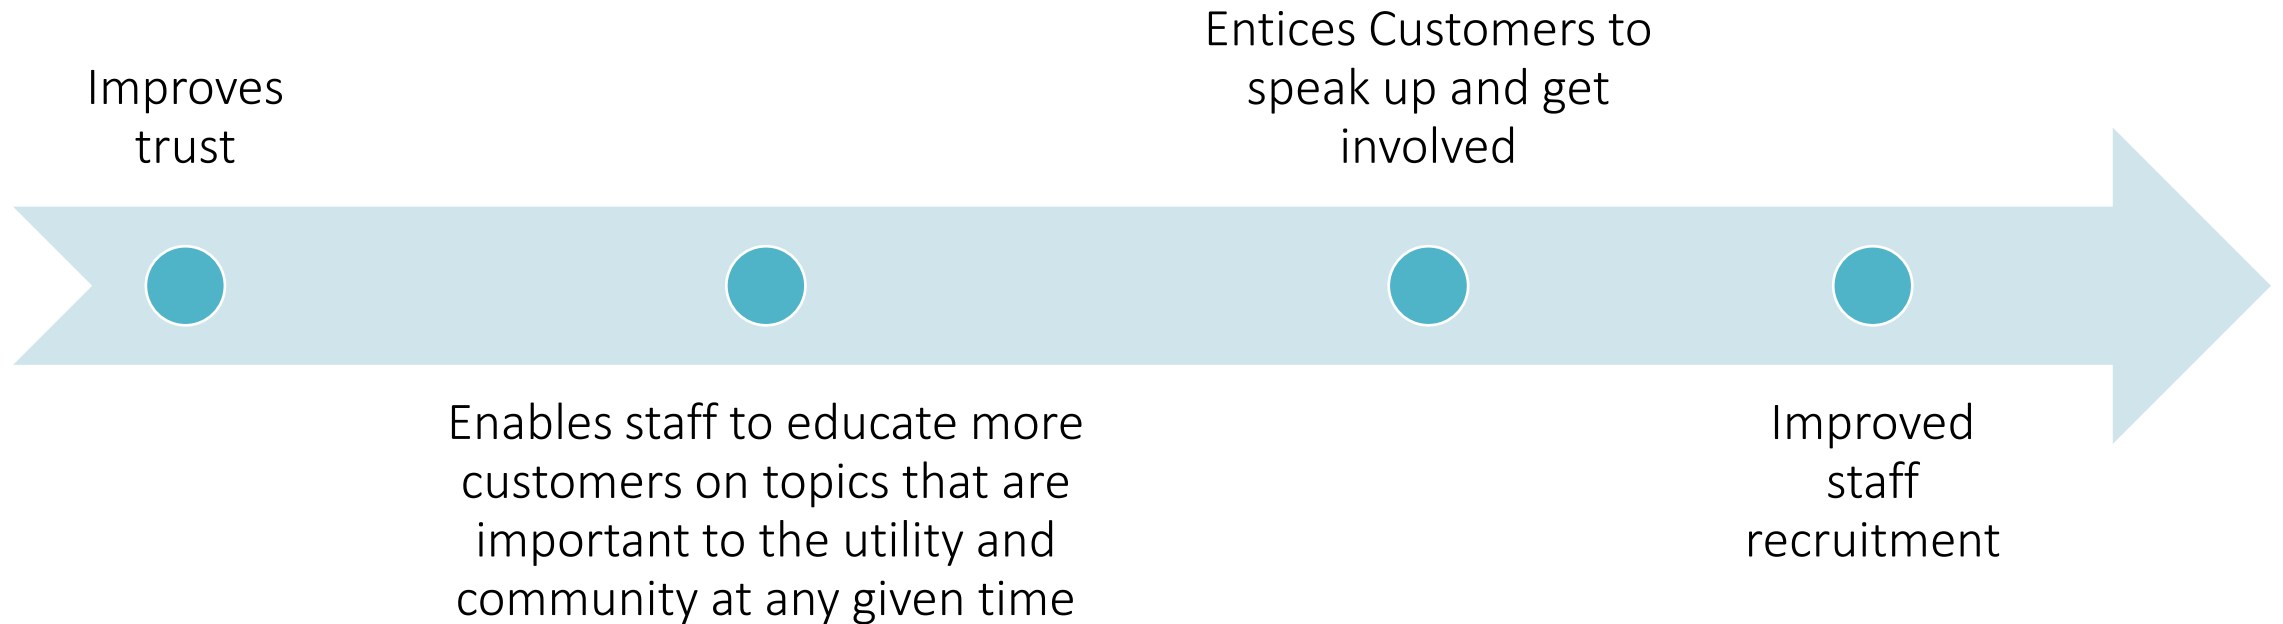 Improves
trust
Enables staff to educate more
customers on topics that are
important to the utility and
community at any given time
Entices Customers to
speak up and get
involved
Improved
staff
recruitment